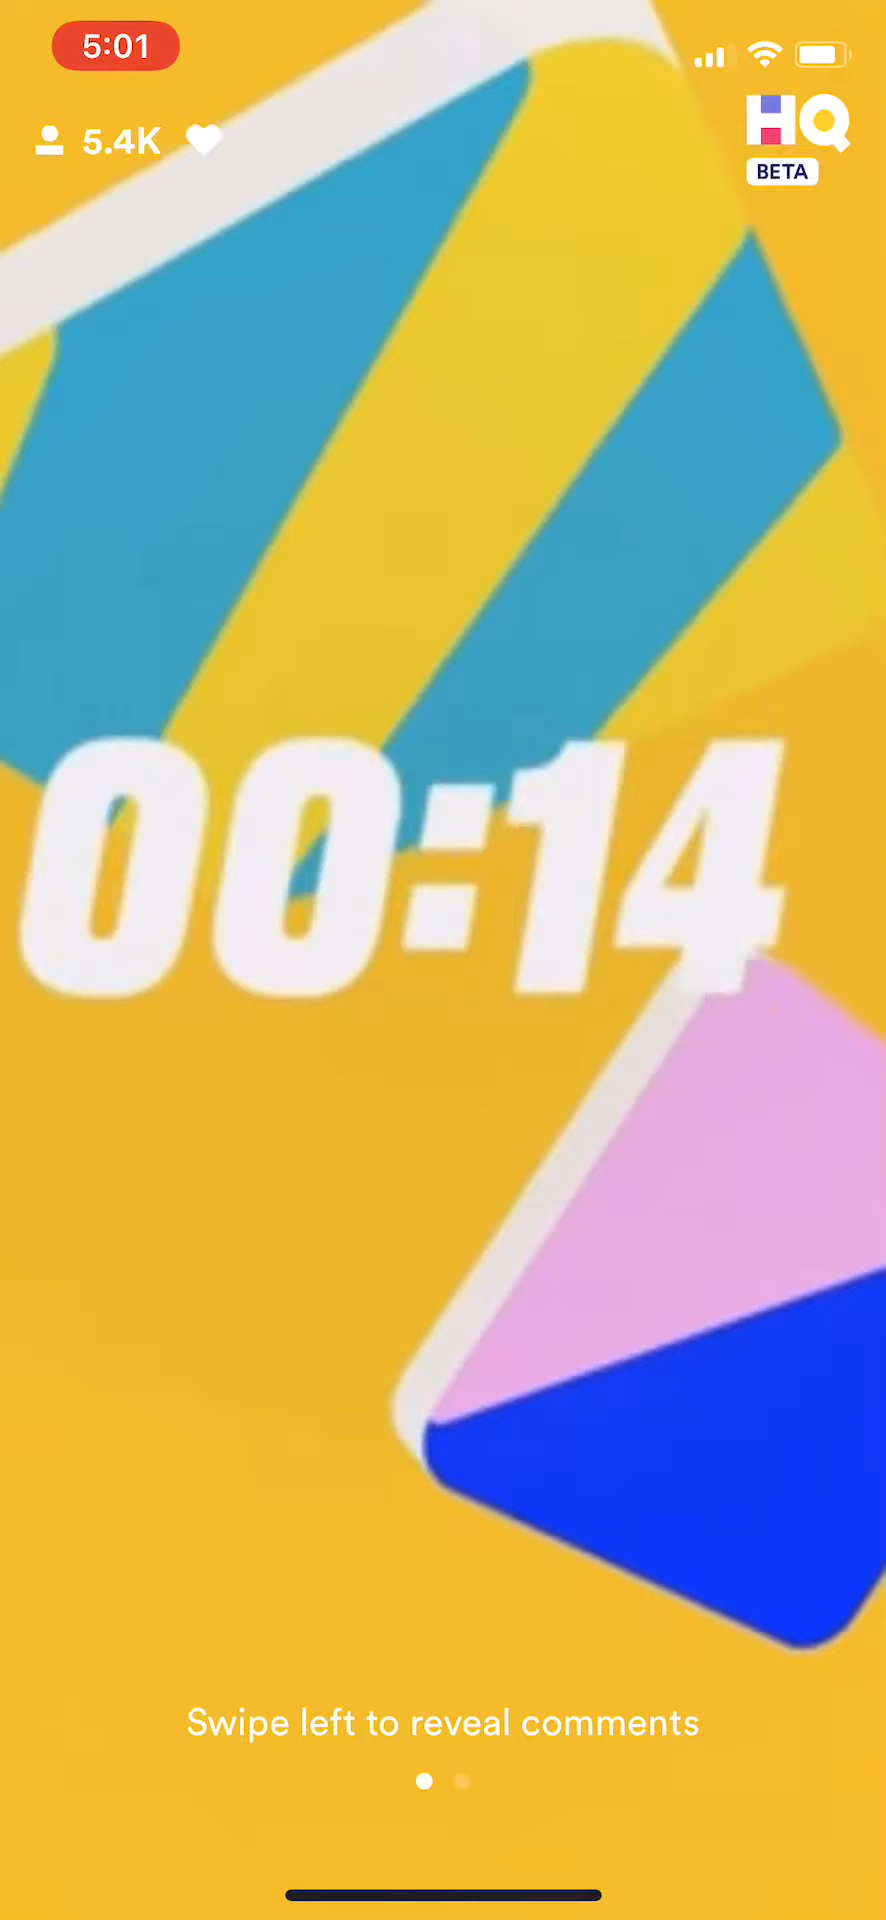 5:01
5.4K
HQ
BETA
00:14
Swipe left to reveal comments